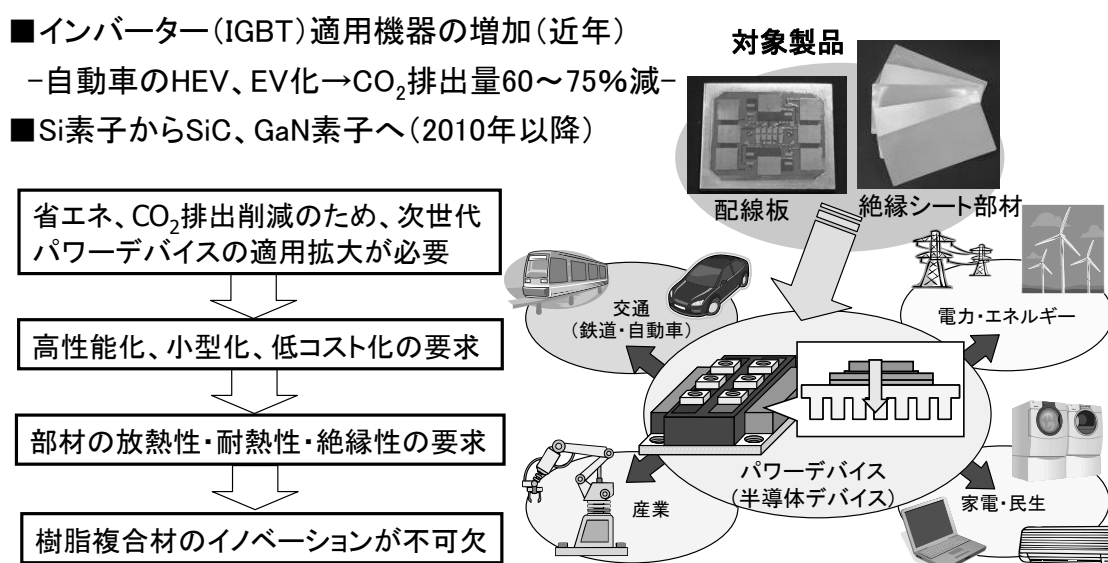 ■インバーター(IGBT)適用機器の増加(近年)
−自動車のHEV、EV化→CO₂排出量60~75%減−
■Si素子からSiC、GaN素子へ(2010年以降)
省エネ、CO₂排出削減のため、次世代
パワーデバイスの適用拡大が必要
高性能化、小型化、低コスト化の要求
部材の放熱性・耐熱性・絶縁性の要求
樹脂複合材のイノベーションが不可欠
対象製品
配線板
絶縁シート部材
交通
(鉄道・自動車)
電力・エネルギー
パワーデバイス
(半導体デバイス)
産業
家電・民生